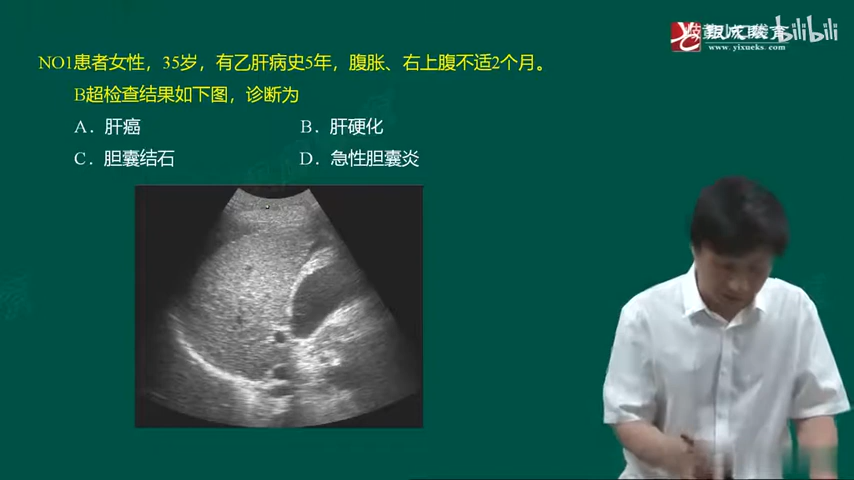 bilibili
www.yixueks.com
NO1患者女性，35岁，有乙肝病史5年，腹胀、右上腹不适2个月。
B超检查结果如下图，诊断为
A．肝癌
B．肝硬化
C．胆囊结石
D．急性胆囊炎